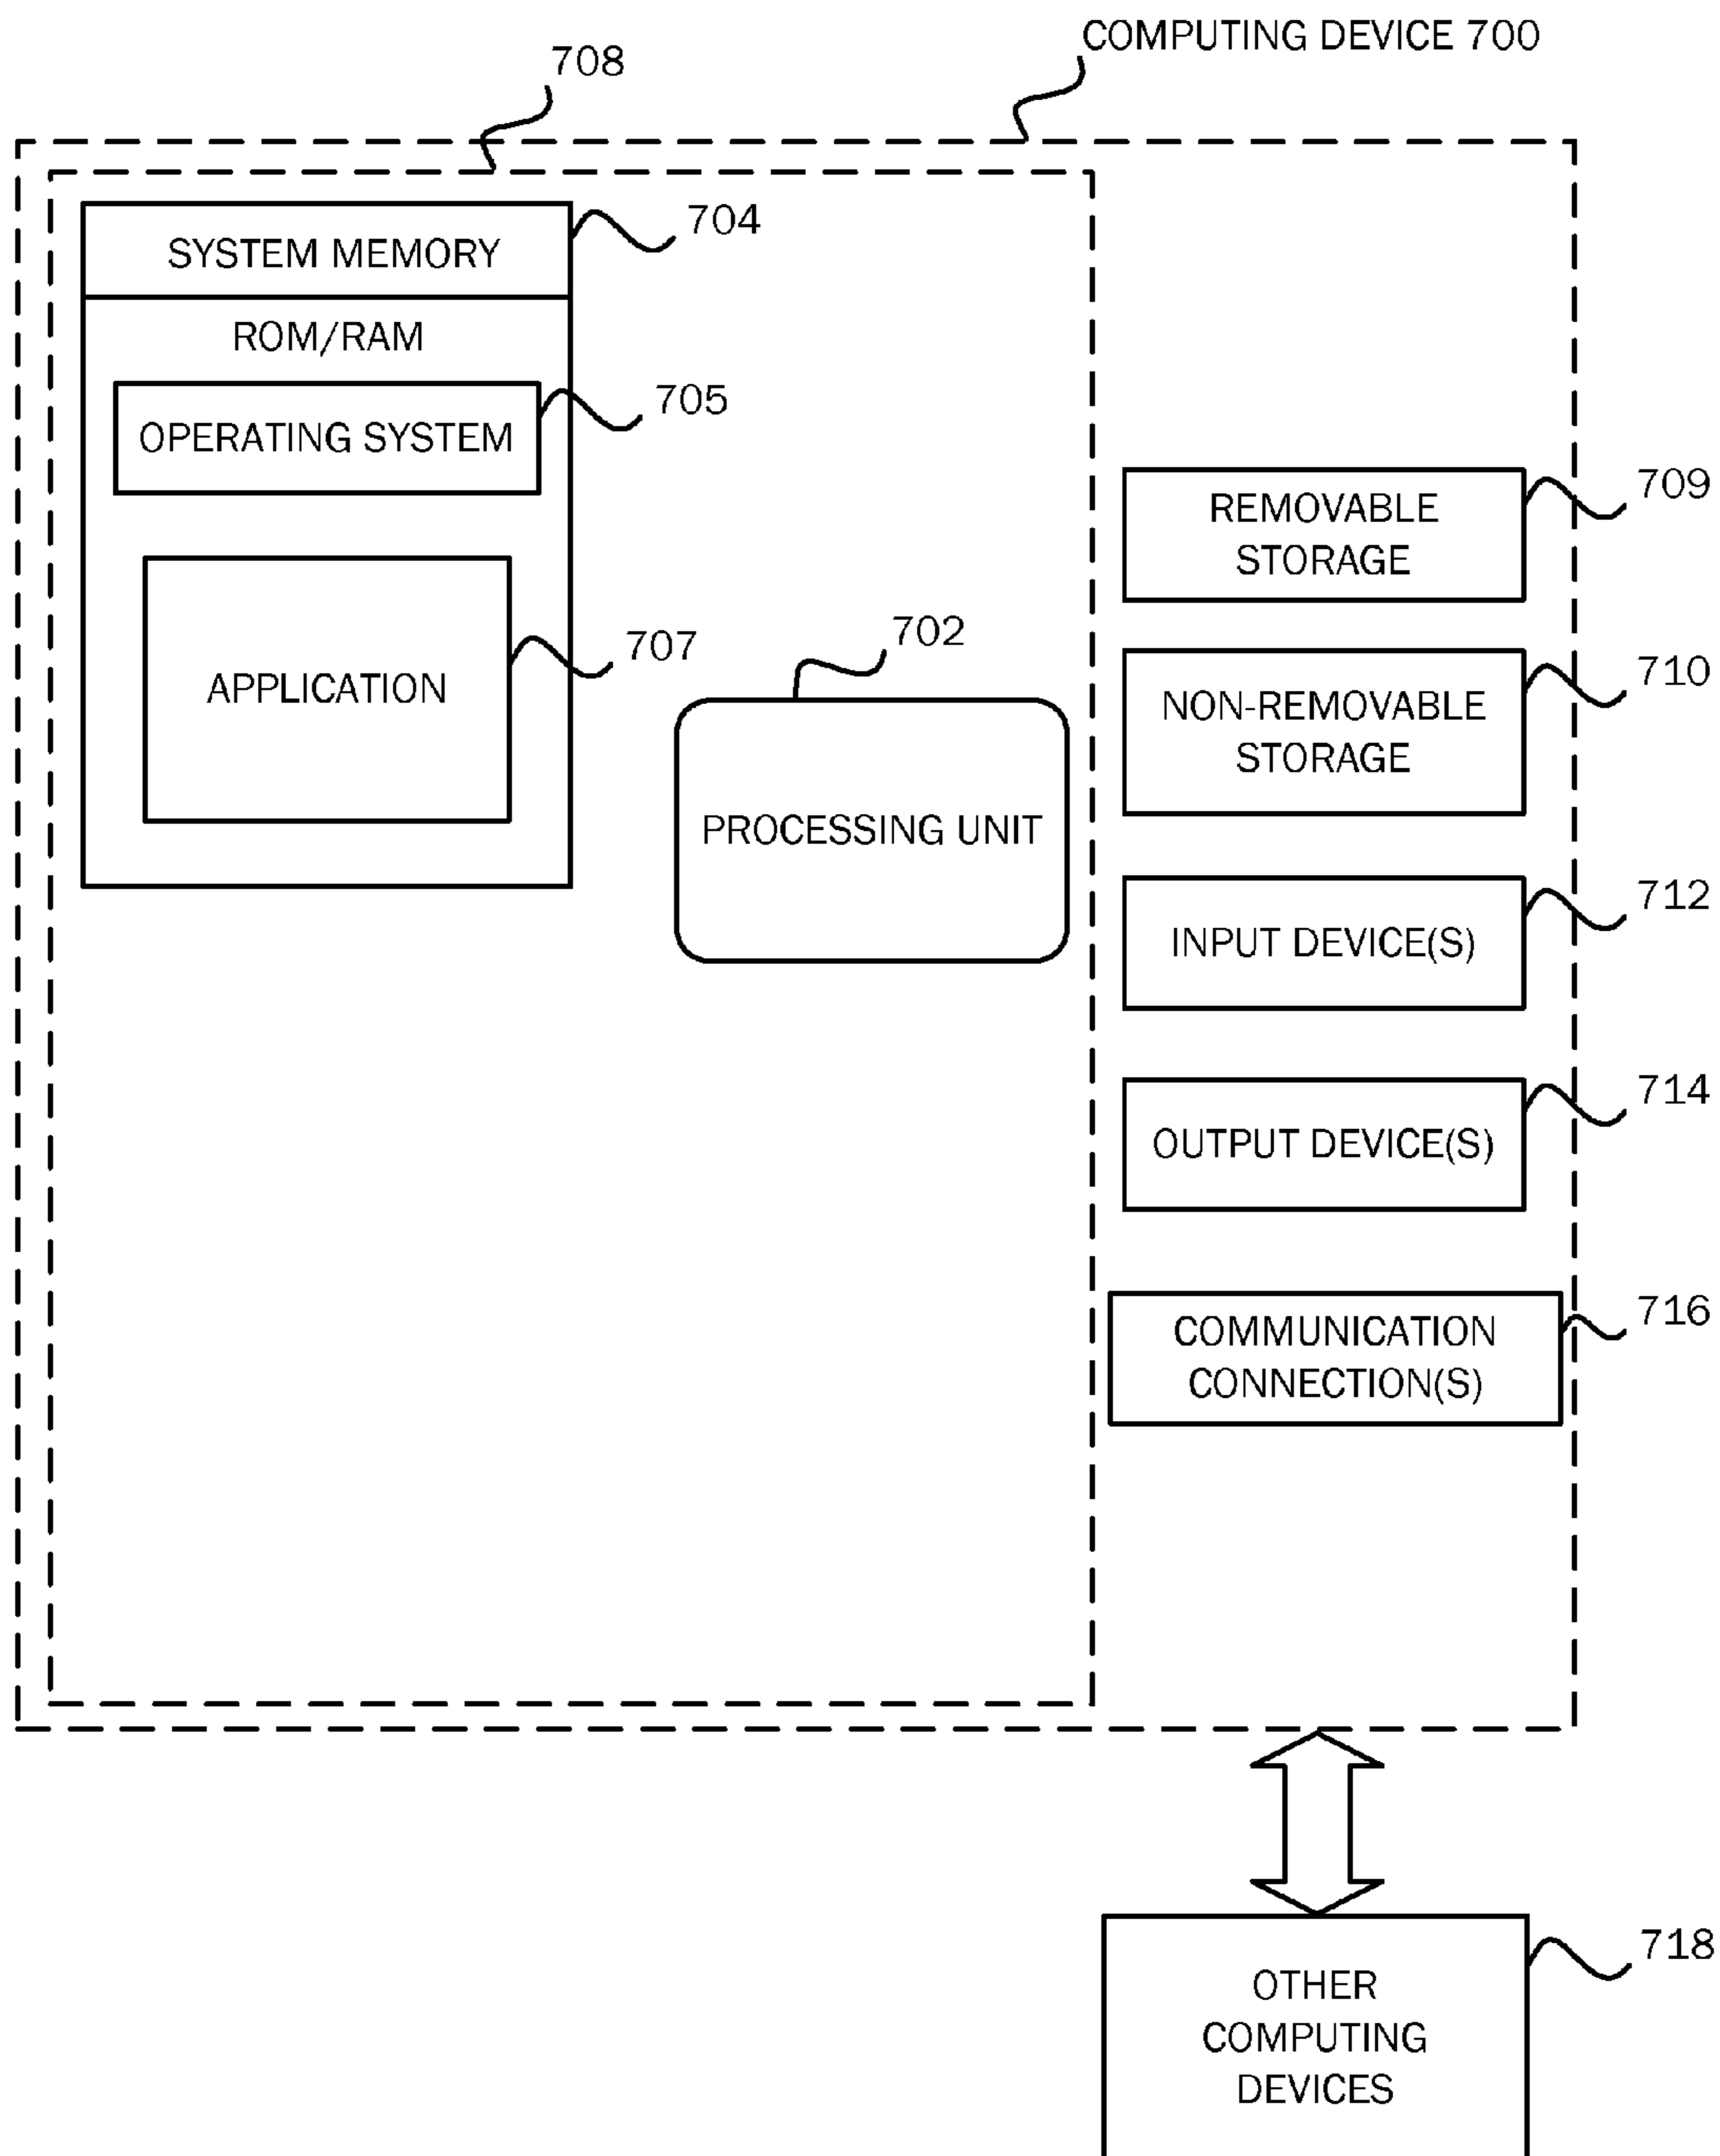 COMPUTING DEVICE 700
708
SYSTEM MEMORY
704
ROM/RAM
OPERATING SYSTEM
705
APPLICATION
707
PROCESSING UNIT
702
REMOVABLE
STORAGE
709
NON-REMOVABLE
STORAGE
710
INPUT DEVICE(S)
712
OUTPUT DEVICE(S)
714
COMMUNICATION
CONNECTION(S)
716
OTHER
COMPUTING
DEVICES
718